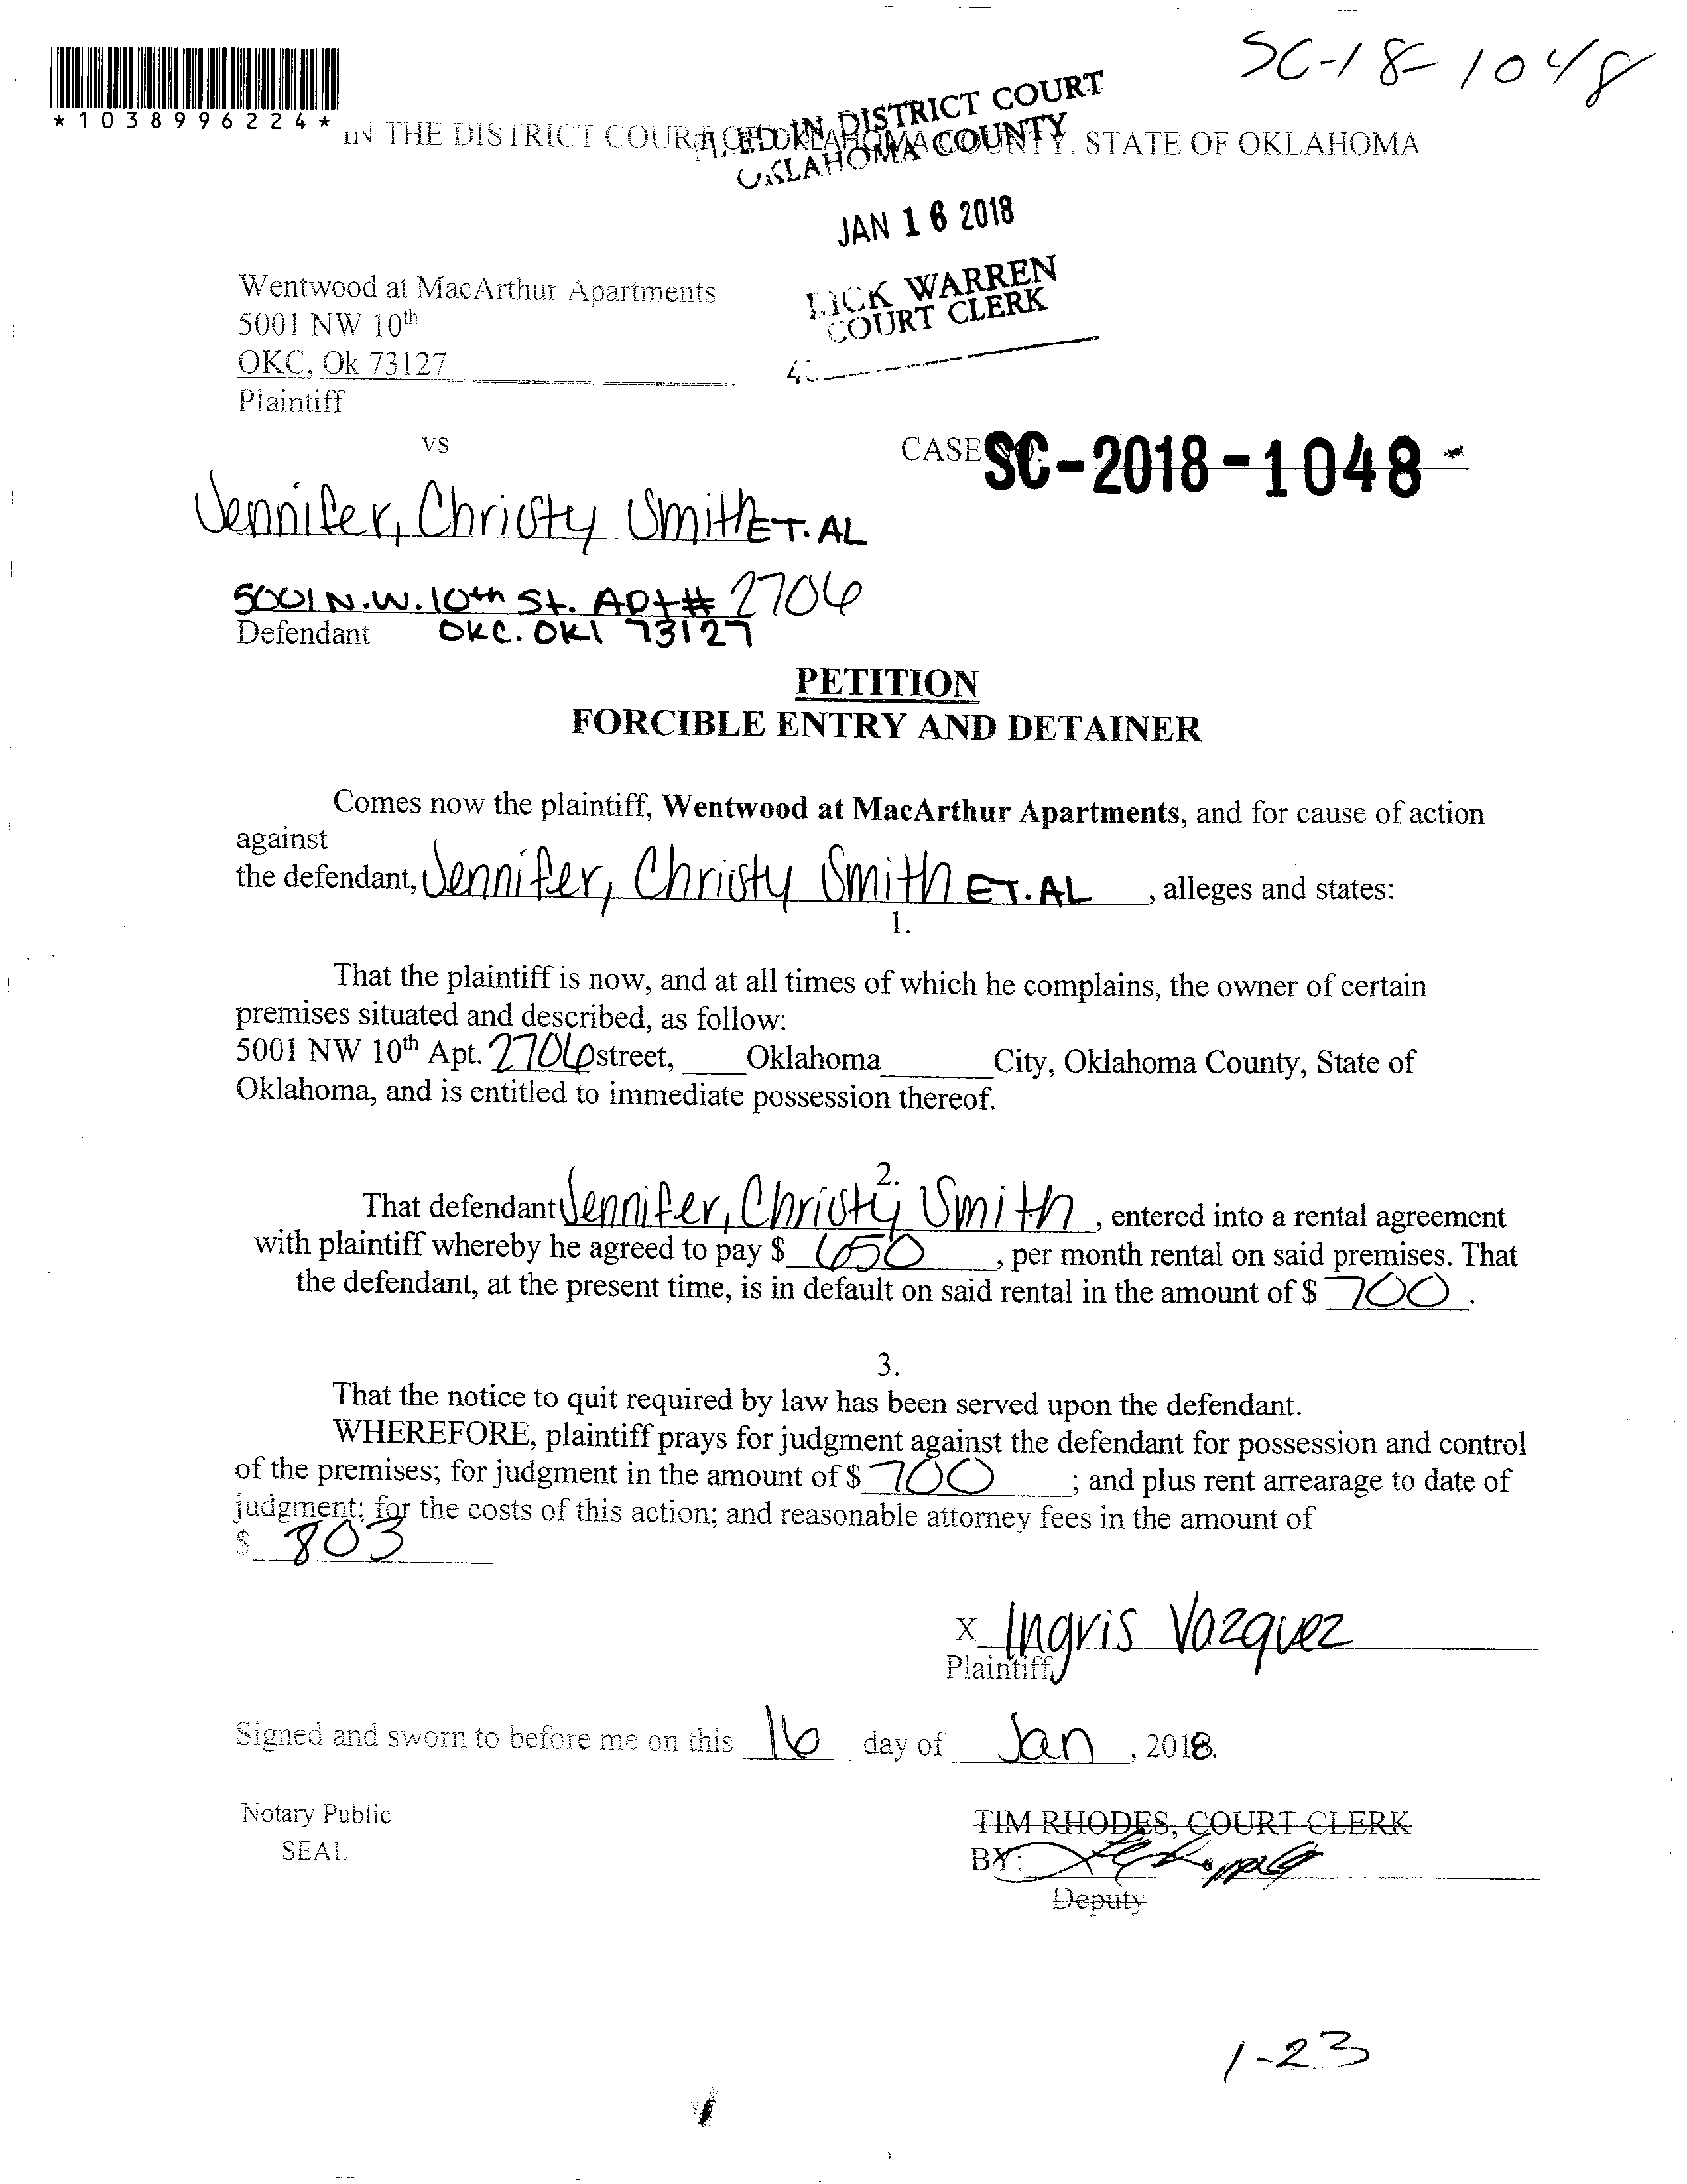 SC-18-1048
*1038996224*
IN THE DISTRICT COURT OF OKLAHOMA COUNTY, STATE OF OKLAHOMA
FILED IN DISTRICT COURT
OKLAHOMA COUNTY
JAN 16 2018
RICK WARREN
COURT CLERK
Wentwood at MacArthur Apartments
5001 NW 10th
OKC, Ok 73127
Plaintiff
vs
CASE NO. SC-2018-1048-
Jennifer, Christy Smith ET.AL
5001 N.W. 10th St. Apt# 2706
Defendant OKC. OKl 73127
PETITION
FORCIBLE ENTRY AND DETAINER
Comes now the plaintiff, Wentwood at MacArthur Apartments, and for cause of action
against
the defendant, Jennifer, Christy Smith ET.AL, alleges and states:
1.
That the plaintiff is now, and at all times of which he complains, the owner of certain
premises situated and described, as follow:
5001 NW 10th Apt. 2706 street, ____Oklahoma_______City, Oklahoma County, State of
Oklahoma, and is entitled to immediate possession thereof.
2.
That defendant Jennifer, Christy Smith, entered into a rental agreement
with plaintiff whereby he agreed to pay $ 650, per month rental on said premises. That
the defendant, at the present time, is in default on said rental in the amount of $ 700.
3.
That the notice to quit required by law has been served upon the defendant.
WHEREFORE, plaintiff prays for judgment against the defendant for possession and control
of the premises; for judgment in the amount of $ 700; and plus rent arrearage to date of
judgment; for the costs of this action; and reasonable attorney fees in the amount of
$ 803
X Ingris Vazquez
Plaintiff
Signed and sworn to before me on this 16 day of Jan, 2018.
Notary Public
SEAL
TIM RHODES, COURT CLERK
BY:
Deputy
1-23